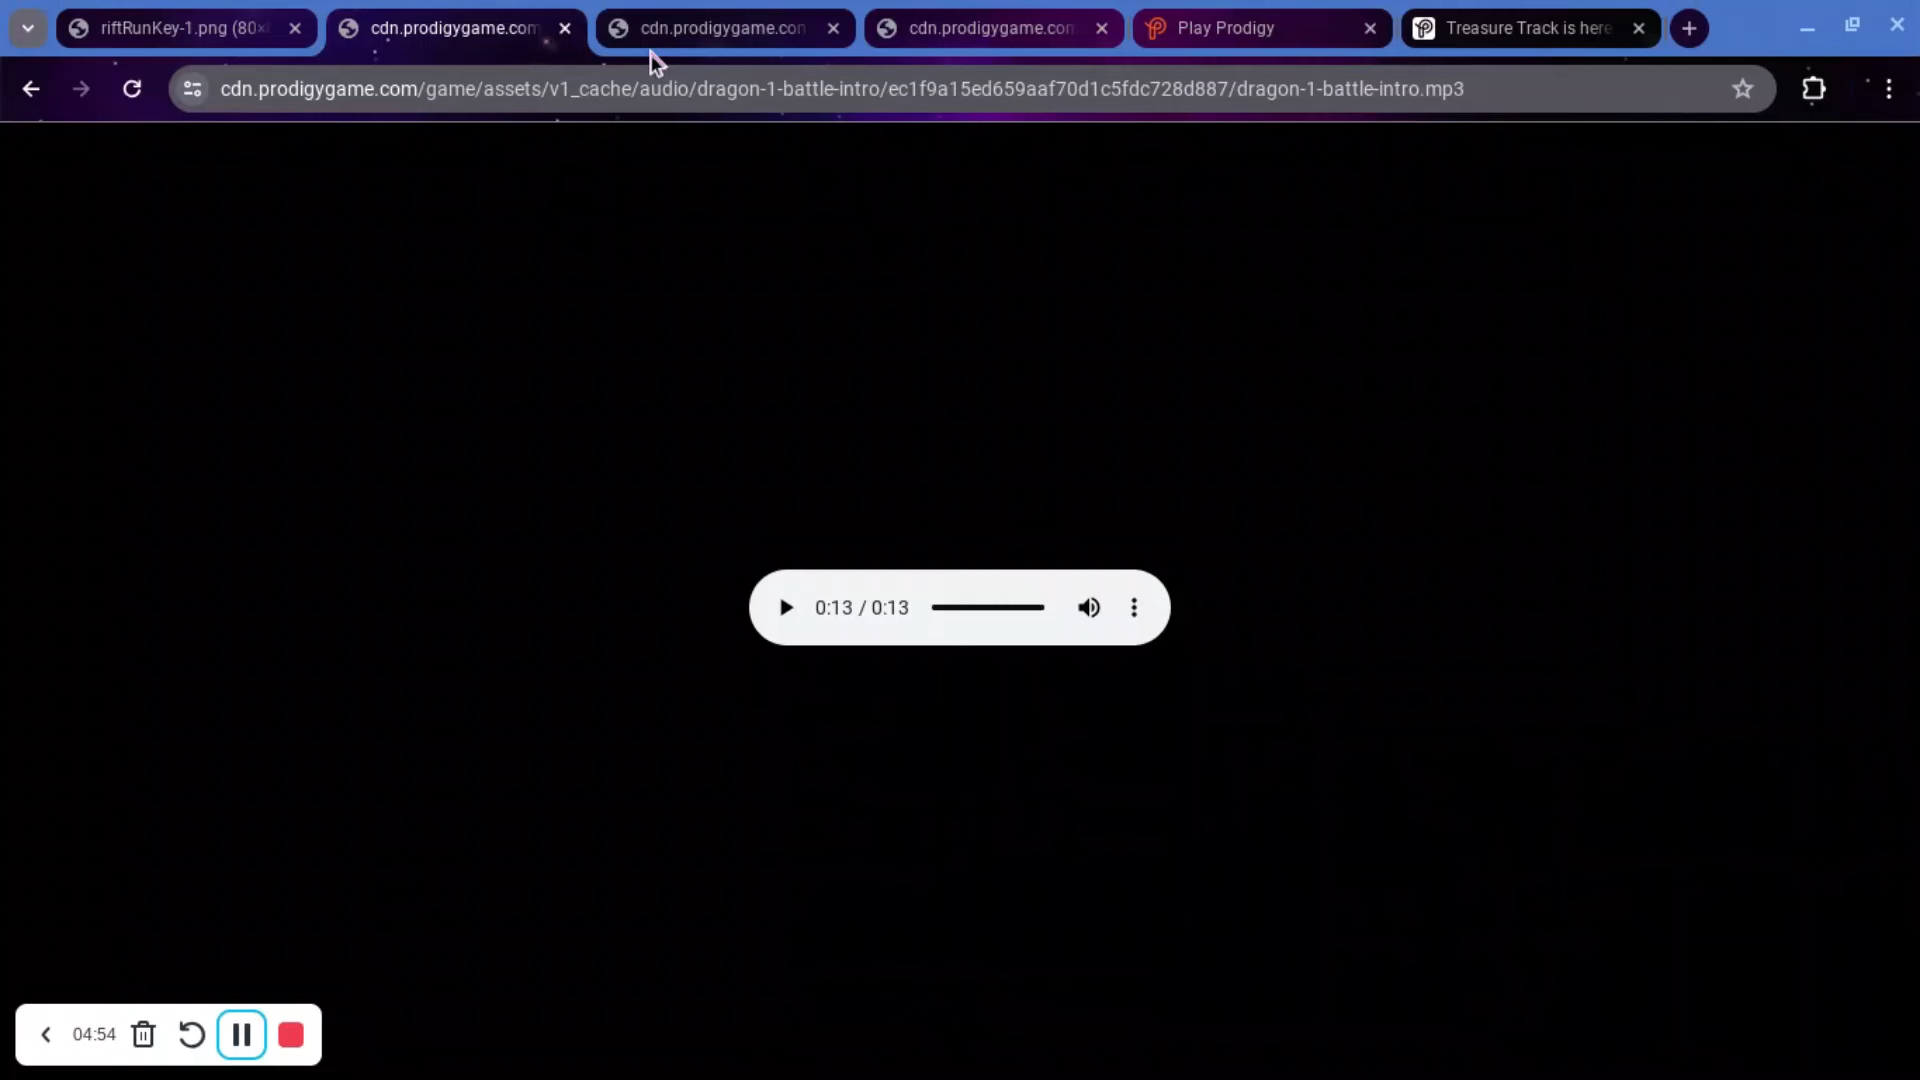 riftRunKey-1.png (80×
cdn.prodigygame.com
cdn.prodigygame.con
cdn.prodigygame.con
Play Prodigy
Treasure Track is here
cdn.prodigygame.com/game/assets/v1_cache/audio/dragon-1-battle-intro/ec1f9a15ed659aaf70d1c5fdc728d887/dragon-1-battle-intro.mp3
0:13 / 0:13
04:54